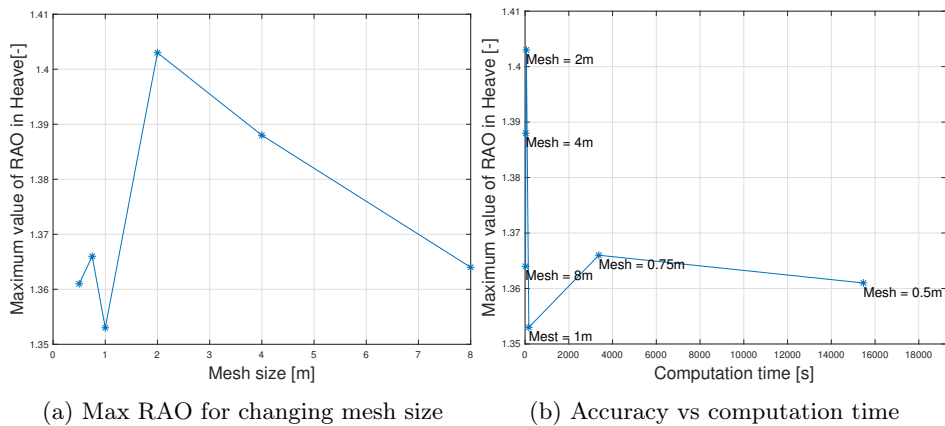 1.41
1.4
1.39
1.38
1.37
1.36
1.35
Maximum value of RAO in Heave[-]
0 1 2 3 4 5 6 7 8
Mesh size [m]
(a) Max RAO for changing mesh size
1.41
1.4
1.39
1.38
1.37
1.36
1.35
Maximum value of RAO in Heave [-]
Mesh = 2m
Mesh = 4m
Mesh = 0.75m
Mesh = 8m
Mesh = 0.5m
Mest = 1m
0 2000 4000 6000 8000 10000 12000 14000 16000 18000
Computation time [s]
(b) Accuracy vs computation time